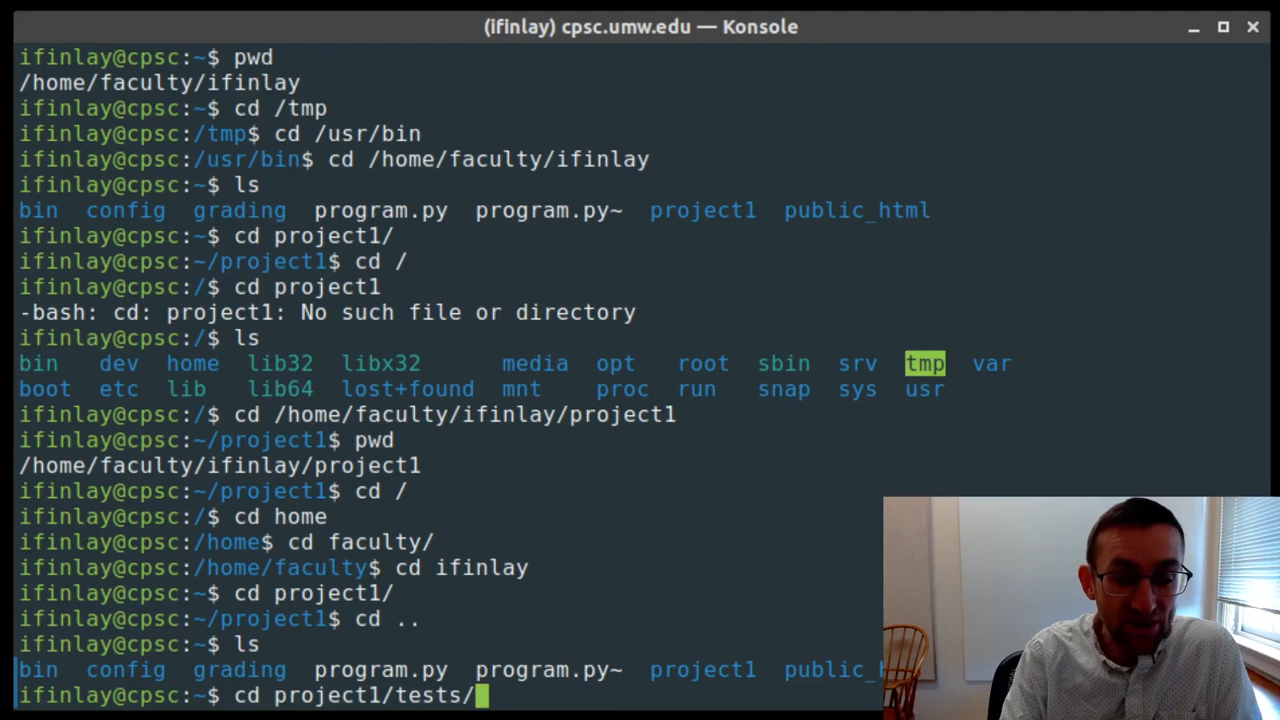 (ifinlay) cpsc.umw.edu — Konsole
ifinlay@cpsc:~$ pwd
/home/faculty/ifinlay
ifinlay@cpsc:~$ cd /tmp
ifinlay@cpsc:/tmp$ cd /usr/bin
ifinlay@cpsc:/usr/bin$ cd /home/faculty/ifinlay
ifinlay@cpsc:~$ ls
bin config grading program.py program.py~ project1 public_html
ifinlay@cpsc:~$ cd project1/
ifinlay@cpsc:~/project1$ cd /
ifinlay@cpsc:/$ cd project1
-bash: cd: project1: No such file or directory
ifinlay@cpsc:/$ ls
bin dev home lib32 libx32 media opt root sbin srv tmp var
boot etc lib lib64 lost+found mnt proc run snap sys usr
ifinlay@cpsc:/$ cd /home/faculty/ifinlay/project1
ifinlay@cpsc:~/project1$ pwd
/home/faculty/ifinlay/project1
ifinlay@cpsc:~/project1$ cd /
ifinlay@cpsc:/$ cd home
ifinlay@cpsc:/home$ cd faculty/
ifinlay@cpsc:/home/faculty$ cd ifinlay
ifinlay@cpsc:~$ cd project1/
ifinlay@cpsc:~/project1$ cd ..
ifinlay@cpsc:~$ ls
bin config grading program.py program.py~ project1 public_
ifinlay@cpsc:~$ cd project1/tests/